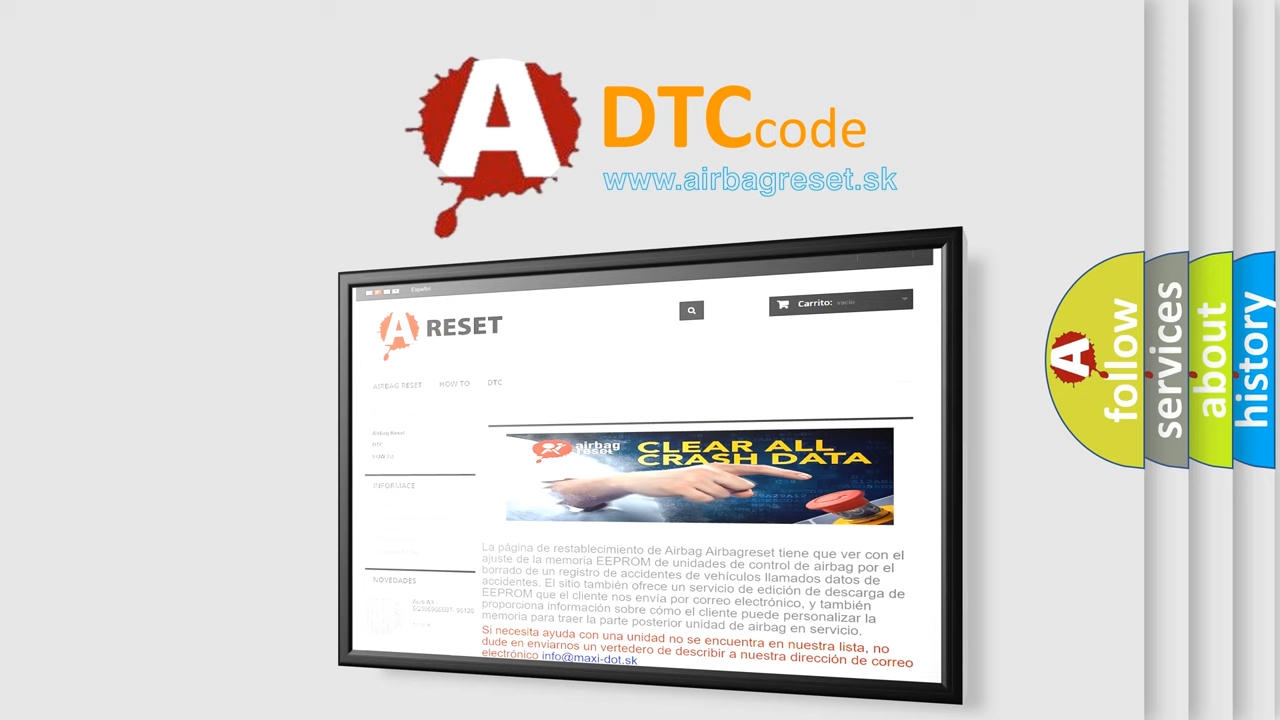 A DTCcode
www.airbagreset.sk
Español
A RESET
Carrito: vacío
AIRBAG RESET HOW TO DTC
Airbag Reset
DTC
HOW TO
INFORMACE
NOVEDADES
airbag
reset
CLEAR ALL
CRASH DATA
La página de restablecimiento de Airbag Airbagreset tiene que ver con el
ajuste de la memoria EEPROM de unidades de control de airbag por el
borrado de un registro de accidentes de vehículos llamados datos de
accidentes. El sitio también ofrece un servicio de edición de descarga de
EEPROM que el cliente nos envía por correo electrónico, y también
proporciona información sobre cómo el cliente puede personalizar la
memoria para traer la parte posterior unidad de airbag en servicio.
Si necesita ayuda con una unidad no se encuentra en nuestra lista, no
dude en enviarnos un vertedero de describir a nuestra dirección de correo
electrónico info@maxi-dot.sk
A follow
services
about
history